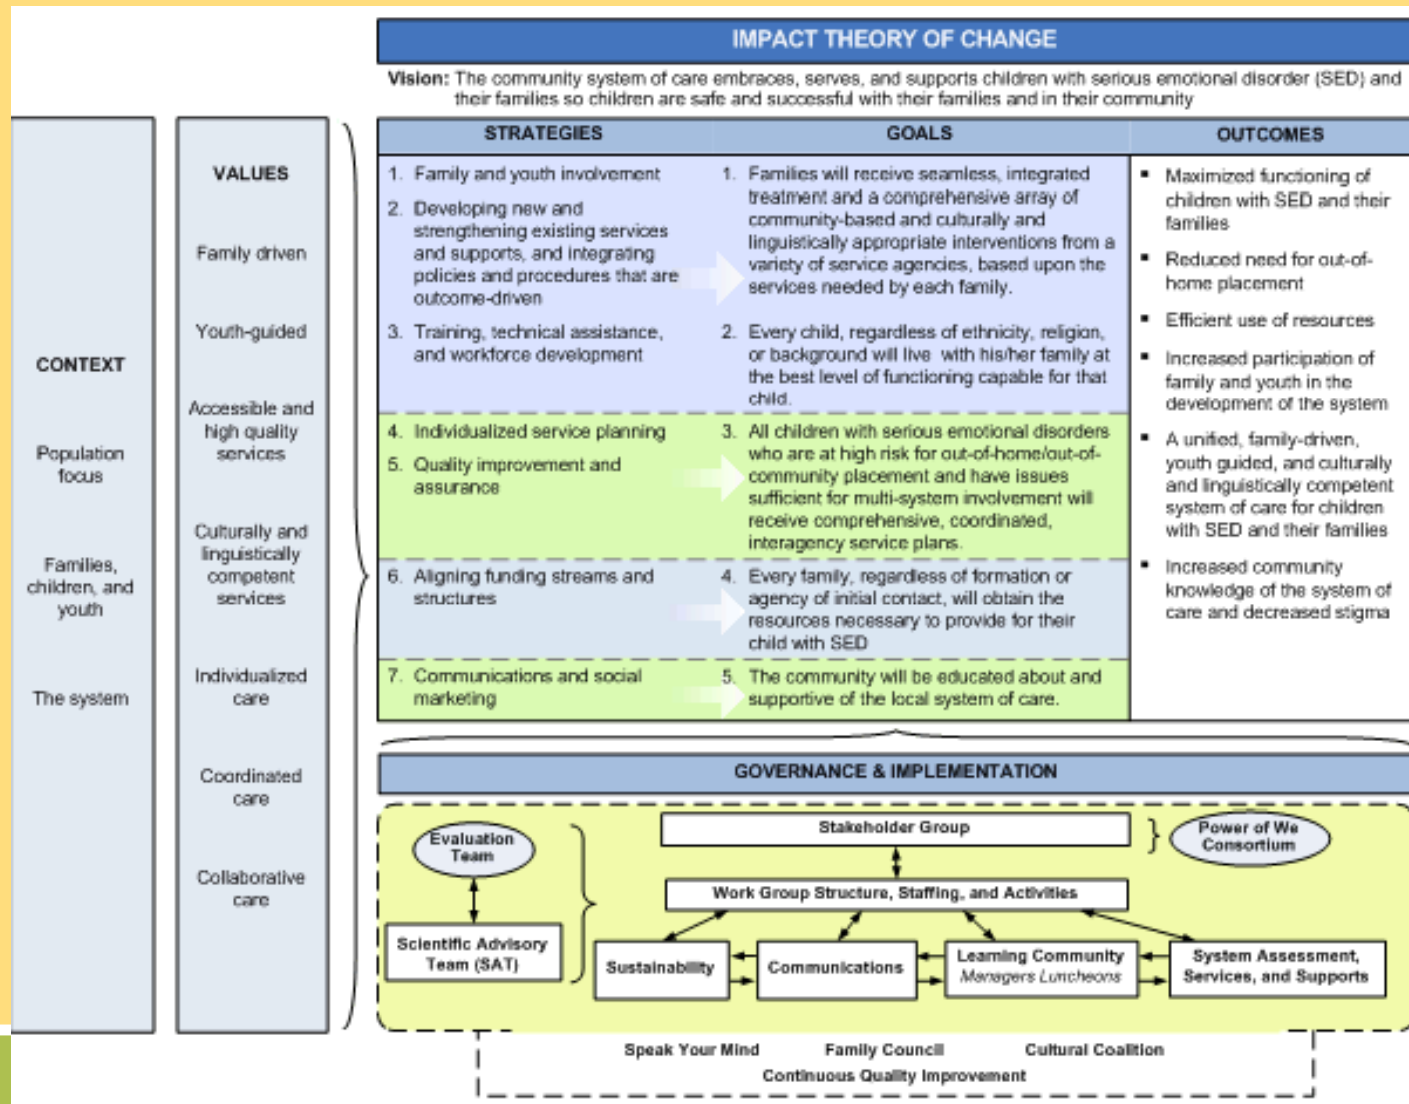 IMPACT THEORY OF CHANGE
Vision: The community system of care embraces, serves, and supports children with serious emotional disorder (SED) and
their families so children are safe and successful with their families and in their community
CONTEXT
Population
focus
Families,
children, and
youth
The system
VALUES
Family driven
Youth-guided
Accessible and
high quality
services
Culturally and
linguistically
competent
services
Individualized
care
Coordinated
care
Collaborative
care
STRATEGIES
1. Family and youth involvement
2. Developing new and
strengthening existing services
and supports, and integrating
policies and procedures that are
outcome-driven
3. Training, technical assistance,
and workforce development
4. Individualized service planning
5. Quality improvement and
assurance
6. Aligning funding streams and
structures
7. Communications and social
marketing
GOALS
1. Families will receive seamless, integrated
treatment and a comprehensive array of
community-based and culturally and
linguistically appropriate interventions from a
variety of service agencies, based upon the
services needed by each family.
2. Every child, regardless of ethnicity, religion,
or background will live with his/her family at
the best level of functioning capable for that
child.
3. All children with serious emotional disorders
who are at high risk for out-of-home/out-of-
community placement and have issues
sufficient for multi-system involvement will
receive comprehensive, coordinated,
interagency service plans.
4. Every family, regardless of formation or
agency of initial contact, will obtain the
resources necessary to provide for their
child with SED
5. The community will be educated about and
supportive of the local system of care.
OUTCOMES
▪ Maximized functioning of
children with SED and their
families
▪ Reduced need for out-of-
home placement
▪ Efficient use of resources
▪ Increased participation of
family and youth in the
development of the system
▪ A unified, family-driven,
youth guided, and culturally
and linguistically competent
system of care for children
with SED and their families
▪ Increased community
knowledge of the system of
care and decreased stigma
GOVERNANCE & IMPLEMENTATION
Evaluation
Team
Scientific Advisory
Team (SAT)
Stakeholder Group
Power of We
Consortium
Work Group Structure, Staffing, and Activities
Sustainability
Communications
Learning Community
Managers Luncheons
System Assessment,
Services, and Supports
Speak Your Mind
Family Council
Cultural Coalition
Continuous Quality Improvement